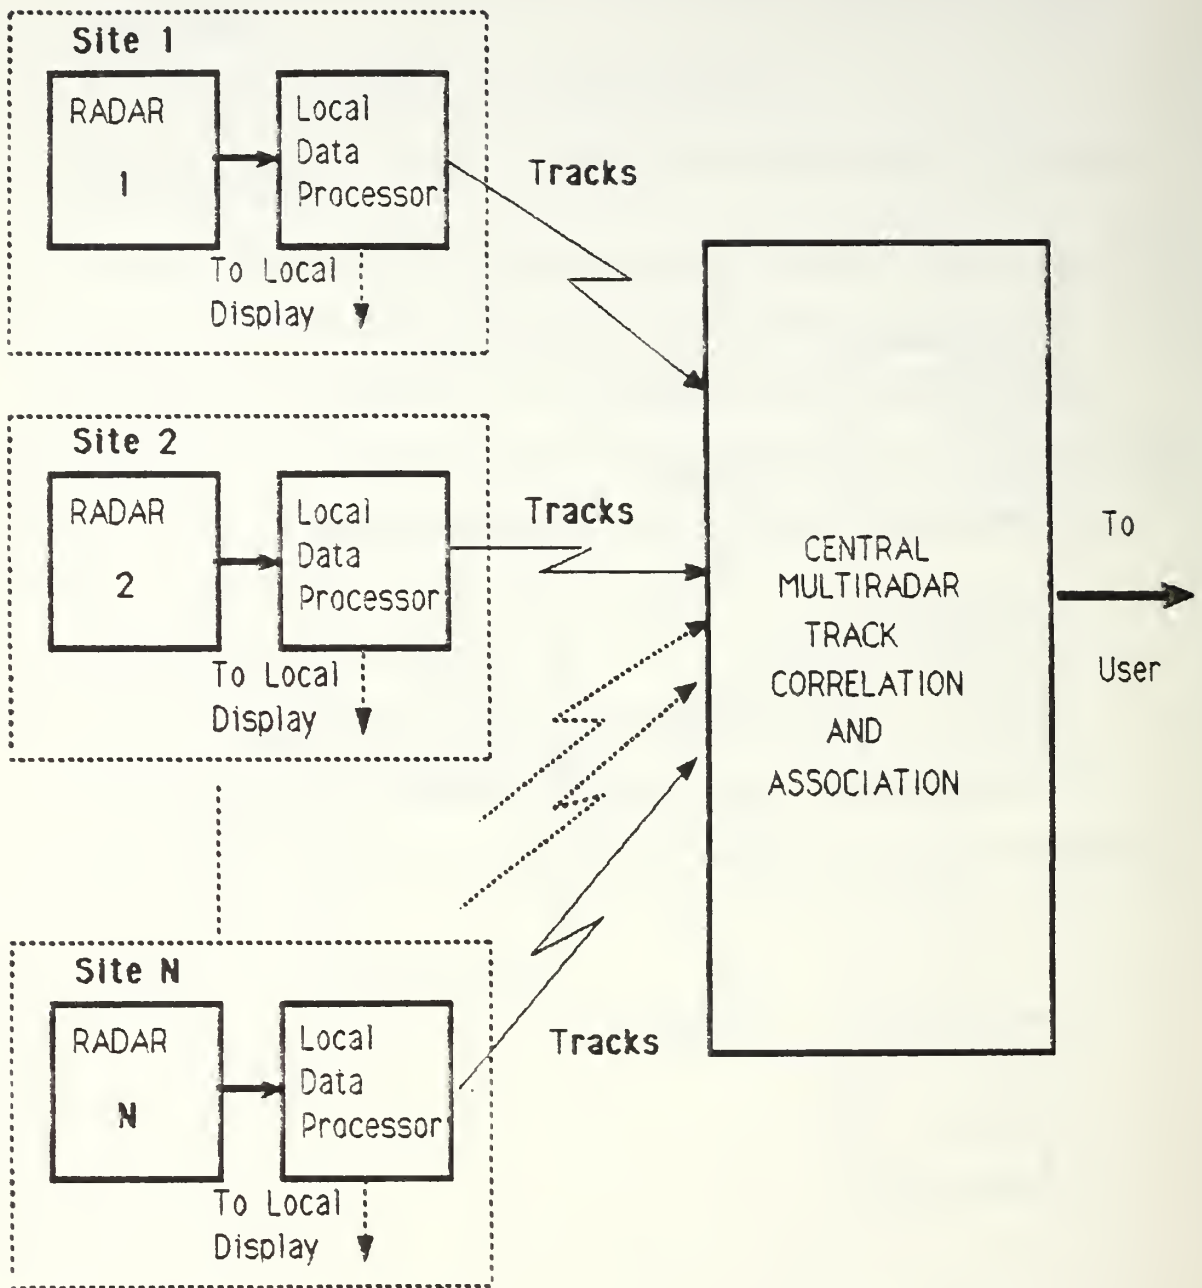 Site 1
RADAR
1
Local
Data
Processor
To Local
Display
Tracks
Site 2
RADAR
2
Local
Data
Processor
To Local
Display
Tracks
Site N
RADAR
N
Local
Data
Processor
To Local
Display
Tracks
CENTRAL
MULTIRADAR
TRACK
CORRELATION
AND
ASSOCIATION
To
User